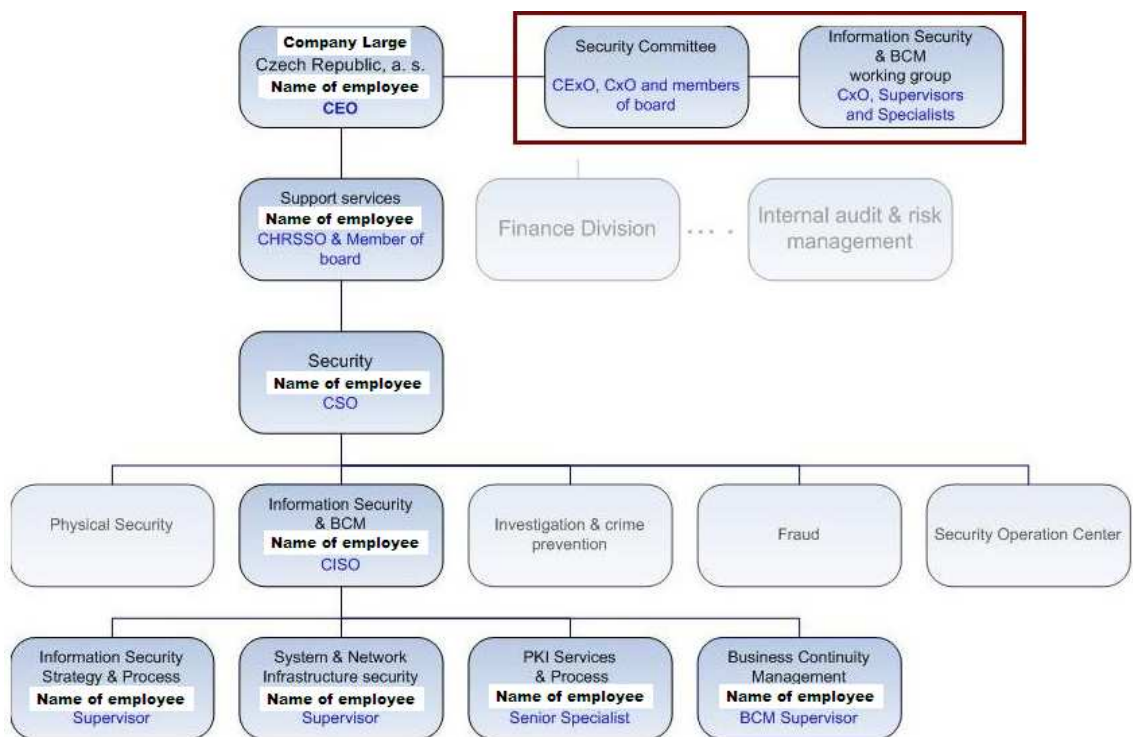 Company Large
Czech Republic, a. s.
Name of employee
CEO
Security Committee
CExO, CxO and members
of board
Information Security
& BCM
working group
CxO, Supervisors
and Specialists
Support services
Name of employee
CHRSSO & Member of
board
Finance Division
....
Internal audit & risk
management
Security
Name of employee
CSO
Physical Security
Information Security
& BCM
Name of employee
CISO
Investigation & crime
prevention
Fraud
Security Operation Center
Information Security
Strategy & Process
Name of employee
Supervisor
System & Network
Infrastructure security
Name of employee
Supervisor
PKI Services
& Process
Name of employee
Senior Specialist
Business Continuity
Management
Name of employee
BCM Supervisor